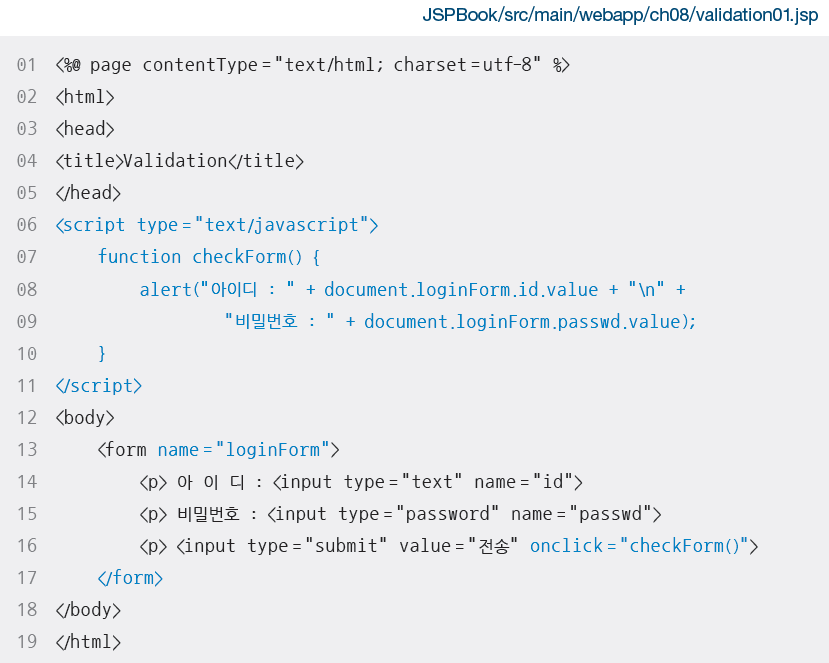 JSPBook/src/main/webapp/ch08/validation01.jsp
01 <%@ page contentType="text/html; charset=utf-8" %>
02 <html>
03 <head>
04 <title>Validation</title>
05 </head>
06 <script type="text/javascript">
07 function checkForm() {
08 alert("아이디 : " + document.loginForm.id.value + "\n" +
09 "비밀번호 : " + document.loginForm.passwd.value);
10 }
11 </script>
12 <body>
13 <form name="loginForm">
14 <p> 아 이 디 : <input type="text" name="id">
15 <p> 비밀번호 : <input type="password" name="passwd">
16 <p> <input type="submit" value="전송" onclick="checkForm()">
17 </form>
18 </body>
19 </html>